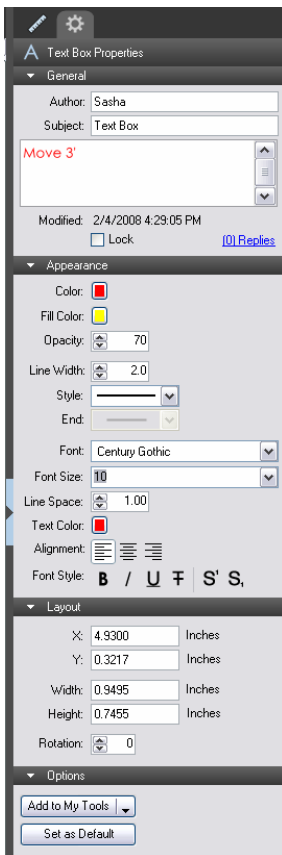 A Text Box Properties
General
Author: Sasha
Subject: Text Box
Move 3'
Modified: 2/4/2008 4:29:05 PM
Lock (0) Replies
Appearance
Color:
Fill Color:
Opacity: 70
Line Width: 2.0
Style:
End:
Font: Century Gothic
Font Size: 10
Line Space: 1.00
Text Color:
Alignment:
Font Style: B I U T S' S,
Layout
X: 4.9300 Inches
Y: 0.3217 Inches
Width: 0.9495 Inches
Height: 0.7455 Inches
Rotation: 0
Options
Add to My Tools
Set as Default